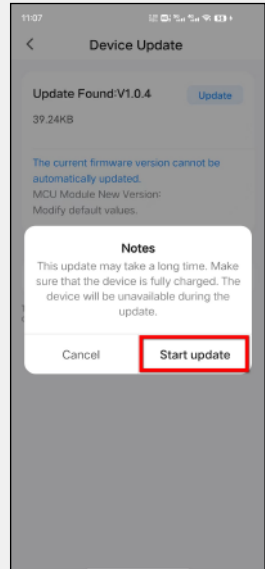 11:07
Device Update
Update Found:V1.0.4
Update
39.24KB
The current firmware version cannot be
automatically updated.
MCU Module New Version:
Modify default values.
Notes
This update may take a long time. Make
sure that the device is fully charged. The
device will be unavailable during the
update.
Cancel
Start update